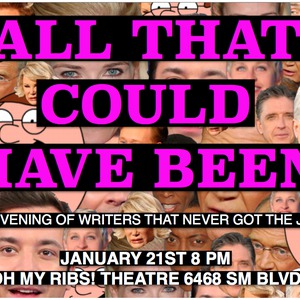 ALL THAT
COULD
HAVE BEEN
EVENING OF WRITERS THAT NEVER GOT THE J
JANUARY 21ST 8 PM
OH MY RIBS! THEATRE 6468 SM BLVD